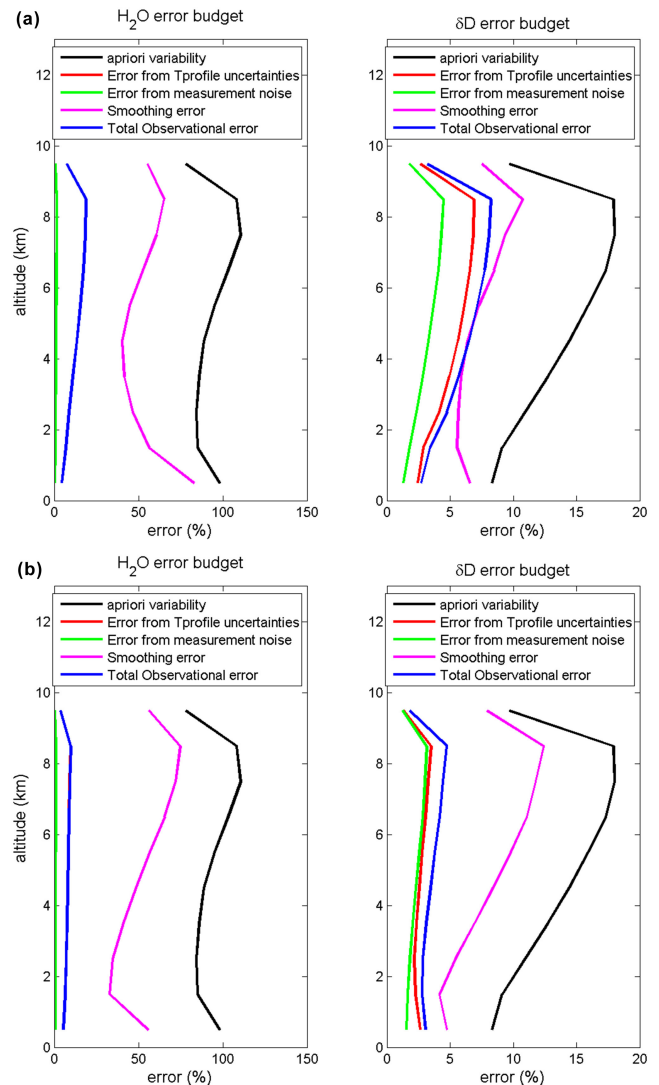 (a)
H2O error budget
apriori variability
Error from Tprofile uncertainties
Error from measurement noise
Smoothing error
Total Observational error
altitude (km)
12
10
8
6
4
2
0
0 50 100 150
error (%)
δD error budget
apriori variability
Error from Tprofile uncertainties
Error from measurement noise
Smoothing error
Total Observational error
12
10
8
6
4
2
0
0 5 10 15 20
error (%)
(b)
H2O error budget
apriori variability
Error from Tprofile uncertainties
Error from measurement noise
Smoothing error
Total Observational error
altitude (km)
12
10
8
6
4
2
0
0 50 100 150
error (%)
δD error budget
apriori variability
Error from Tprofile uncertainties
Error from measurement noise
Smoothing error
Total Observational error
12
10
8
6
4
2
0
0 5 10 15 20
error (%)